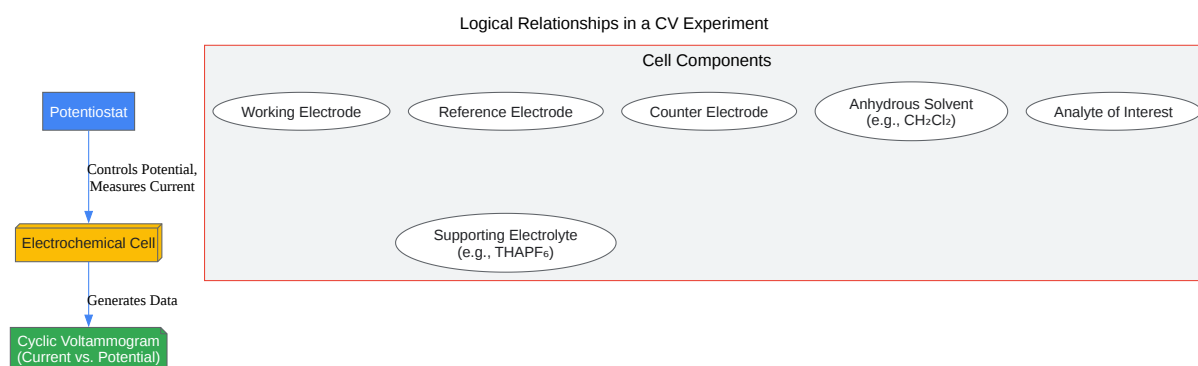 Logical Relationships in a CV Experiment
Cell Components
Potentiostat
Working Electrode
Reference Electrode
Counter Electrode
Anhydrous Solvent
(e.g., CH₂Cl₂)
Analyte of Interest
Controls Potential,
Measures Current
Electrochemical Cell
Supporting Electrolyte
(e.g., THAPF₆)
Generates Data
Cyclic Voltammogram
(Current vs. Potential)